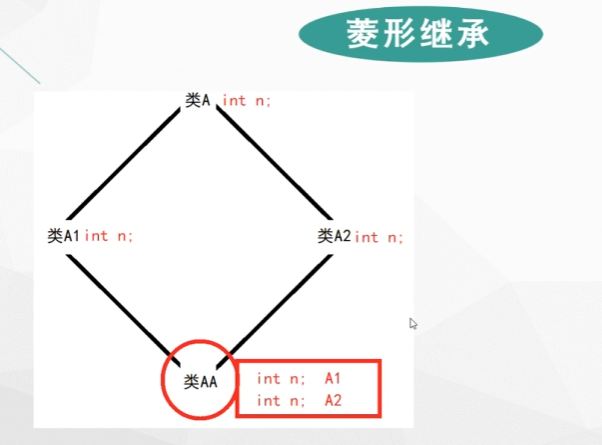 菱形继承
类A int n;
类A1 int n;
类A2 int n;
类AA
int n; A1
int n; A2